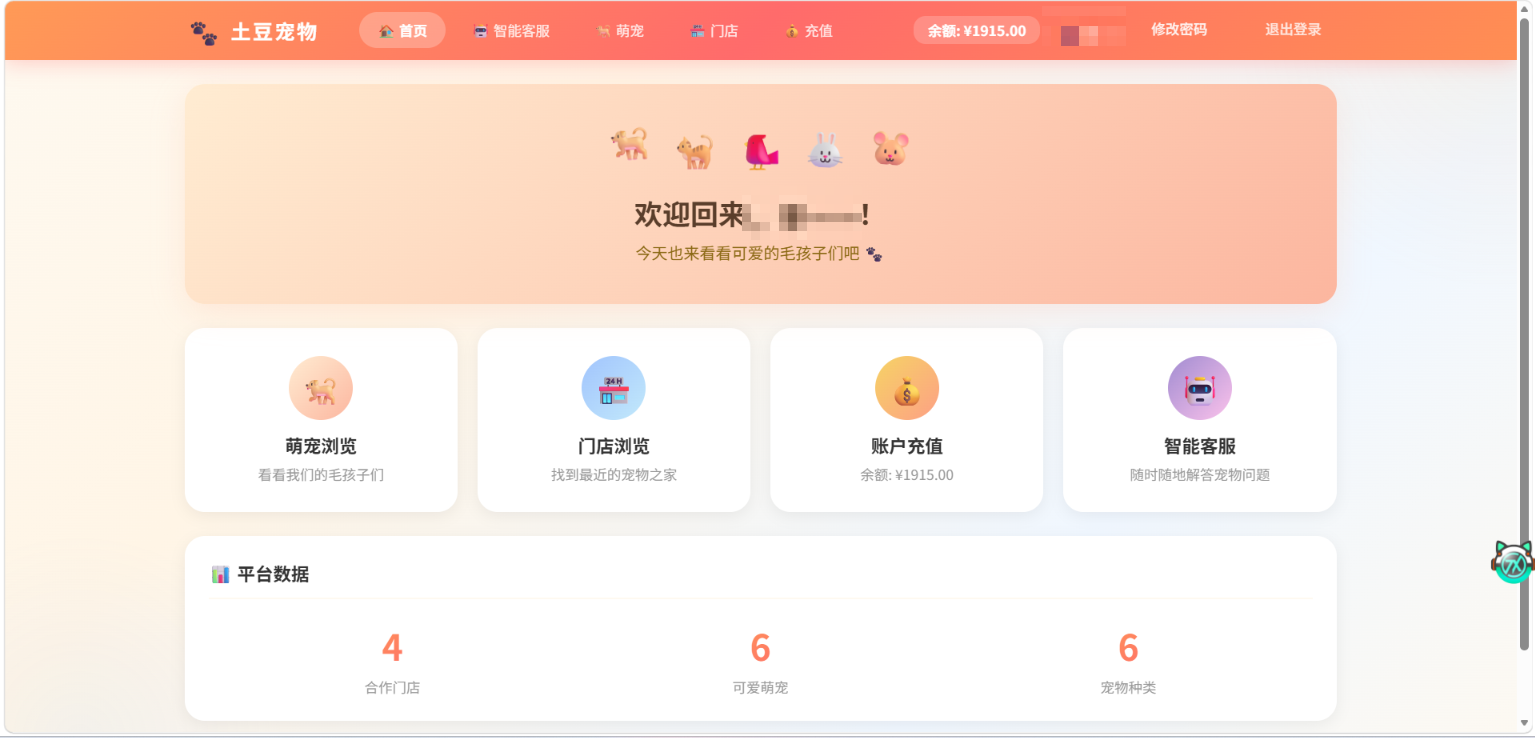 土豆宠物
首页
智能客服
萌宠
门店
充值
余额: ¥1915.00
修改密码
退出登录
欢迎回来
!
今天也来看看可爱的毛孩子们吧
24 H
萌宠浏览
看看我们的毛孩子们
门店浏览
找到最近的宠物之家
账户充值
余额: ¥1915.00
智能客服
随时随地解答宠物问题
平台数据
4
合作门店
6
可爱萌宠
6
宠物种类